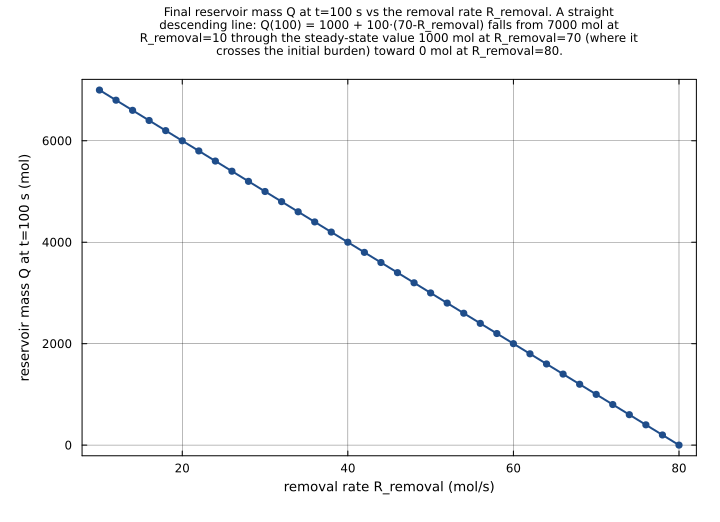 Final reservoir mass Q at t=100 s vs the removal rate R_removal. A straight
descending line: Q(100) = 1000 + 100·(70-R_removal) falls from 7000 mol at
R_removal=10 through the steady-state value 1000 mol at R_removal=70 (where it
crosses the initial burden) toward 0 mol at R_removal=80.
reservoir mass Q at t=100 s (mol)
6000
4000
2000
0
20 40 60 80
removal rate R_removal (mol/s)